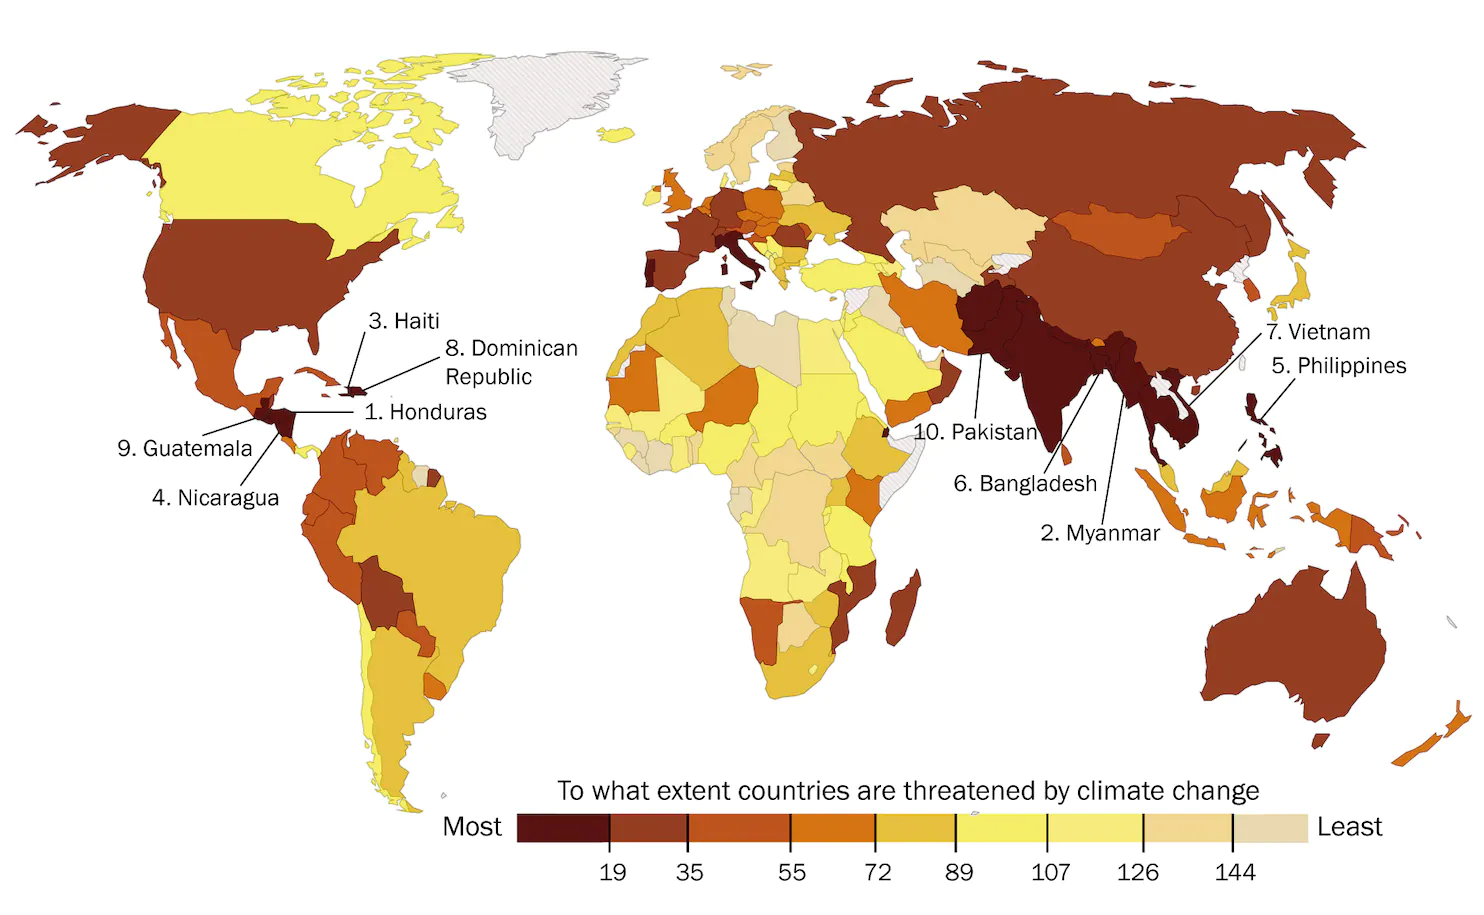 3. Haiti
8. Dominican
Republic
1. Honduras
9. Guatemala
4. Nicaragua
7. Vietnam
5. Philippines
10. Pakistan
6. Bangladesh
2. Myanmar
To what extent countries are threatened by climate change
Most
Least
19 35 55 72 89 107 126 144